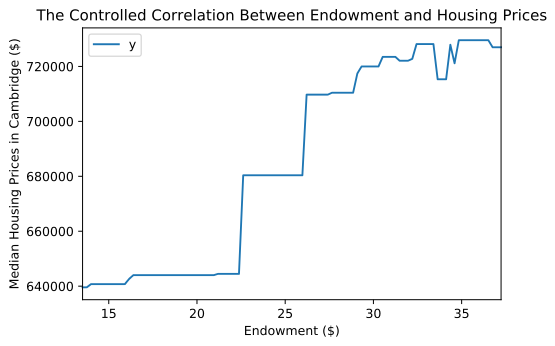 The Controlled Correlation Between Endowment and Housing Prices
y
Median Housing Prices in Cambridge ($)
720000
700000
680000
660000
640000
15 20 25 30 35
Endowment ($)